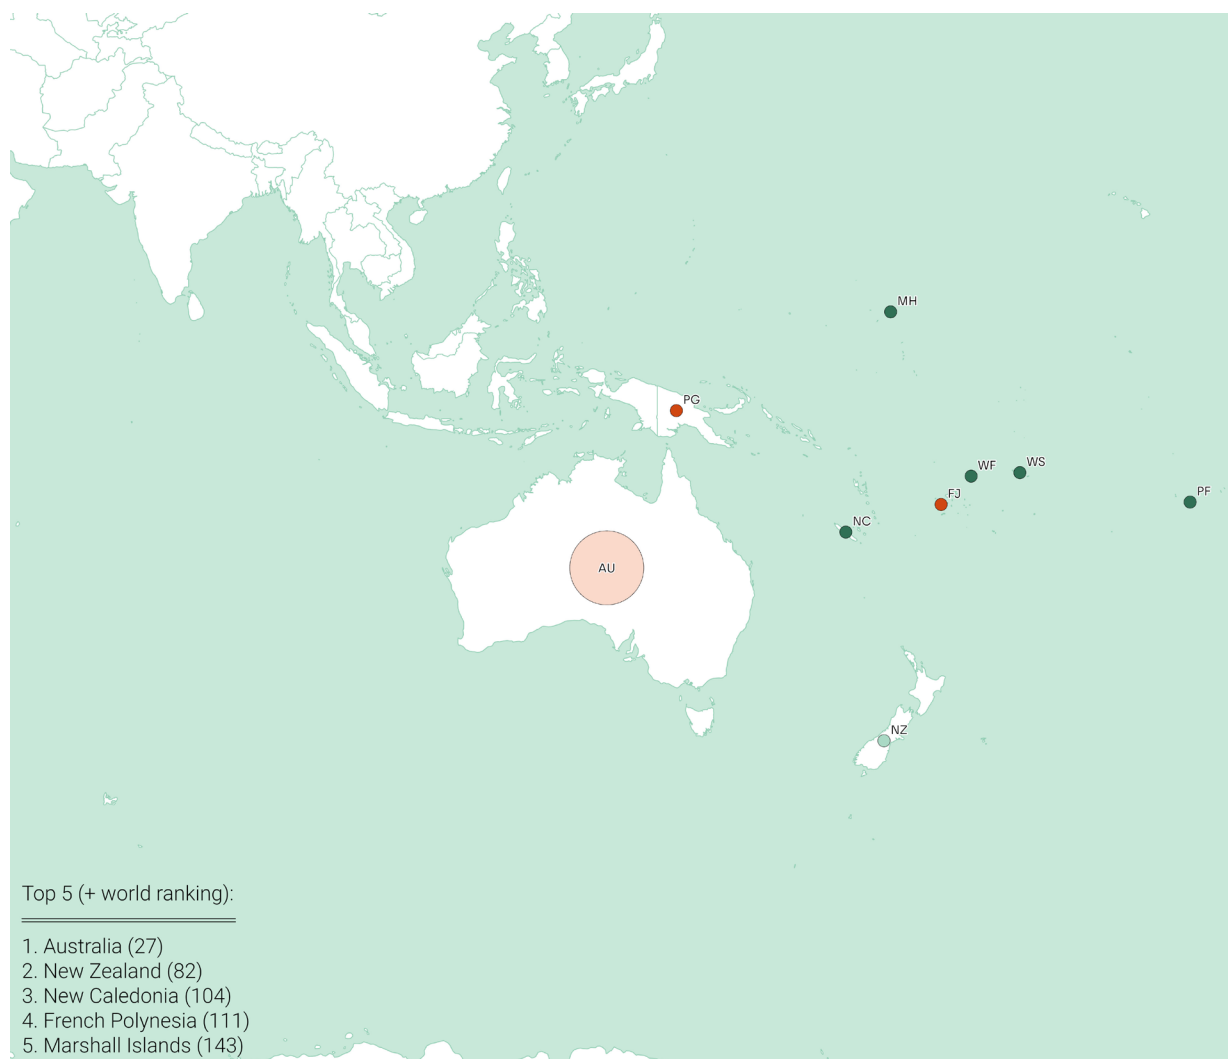 MH
PG
WF
WS
FJ
PF
NC
AU
NZ
Top 5 (+ world ranking):
1. Australia (27)
2. New Zealand (82)
3. New Caledonia (104)
4. French Polynesia (111)
5. Marshall Islands (143)